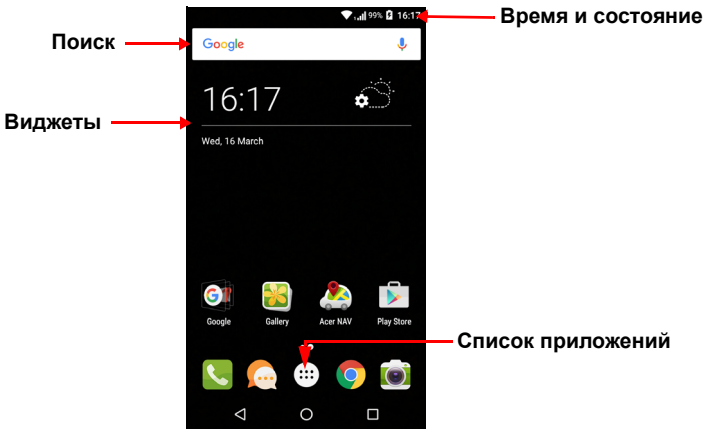 99% 16:17
Время и состояние
Поиск
Google
16:17
Виджеты
Wed, 16 March
Google Gallery Acer NAV Play Store
Список приложений